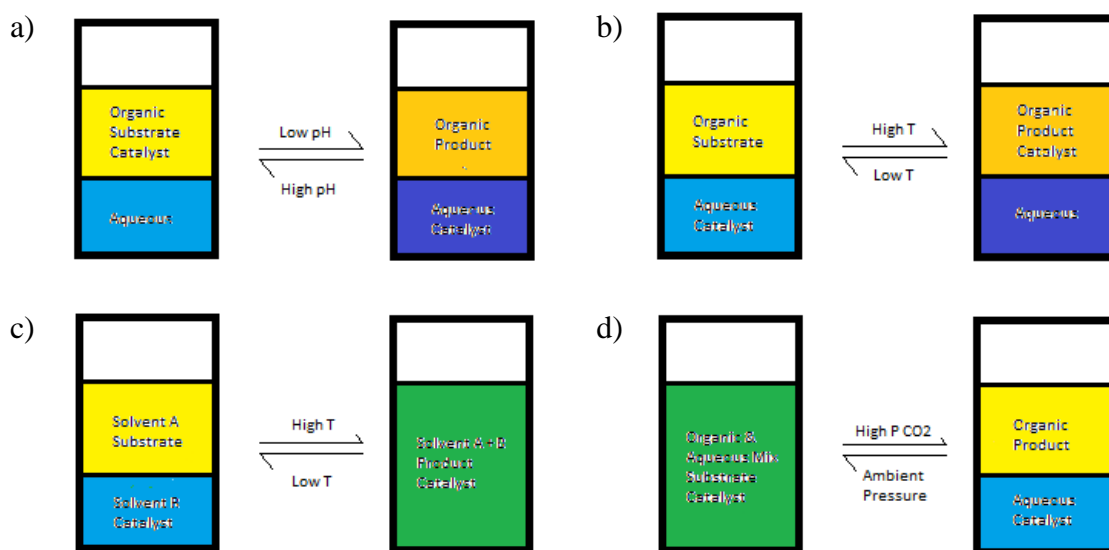 a)
Organic
Substrate
Catalyst
Aqueous
Low pH
High pH
Organic
Product
Aqueous
Catalyst
b)
Organic
Substrate
Aqueous
Catalyst
High T
Low T
Organic
Product
Catalyst
Aqueous
c)
Solvent A
Substrate
Solvent B
Catalyst
High T
Low T
Solvent A + B
Product
Catalyst
d)
Organic &
Aqueous Mix
Substrate
Catalyst
High P CO2
Ambient
Pressure
Organic
Product
Aqueous
Catalyst